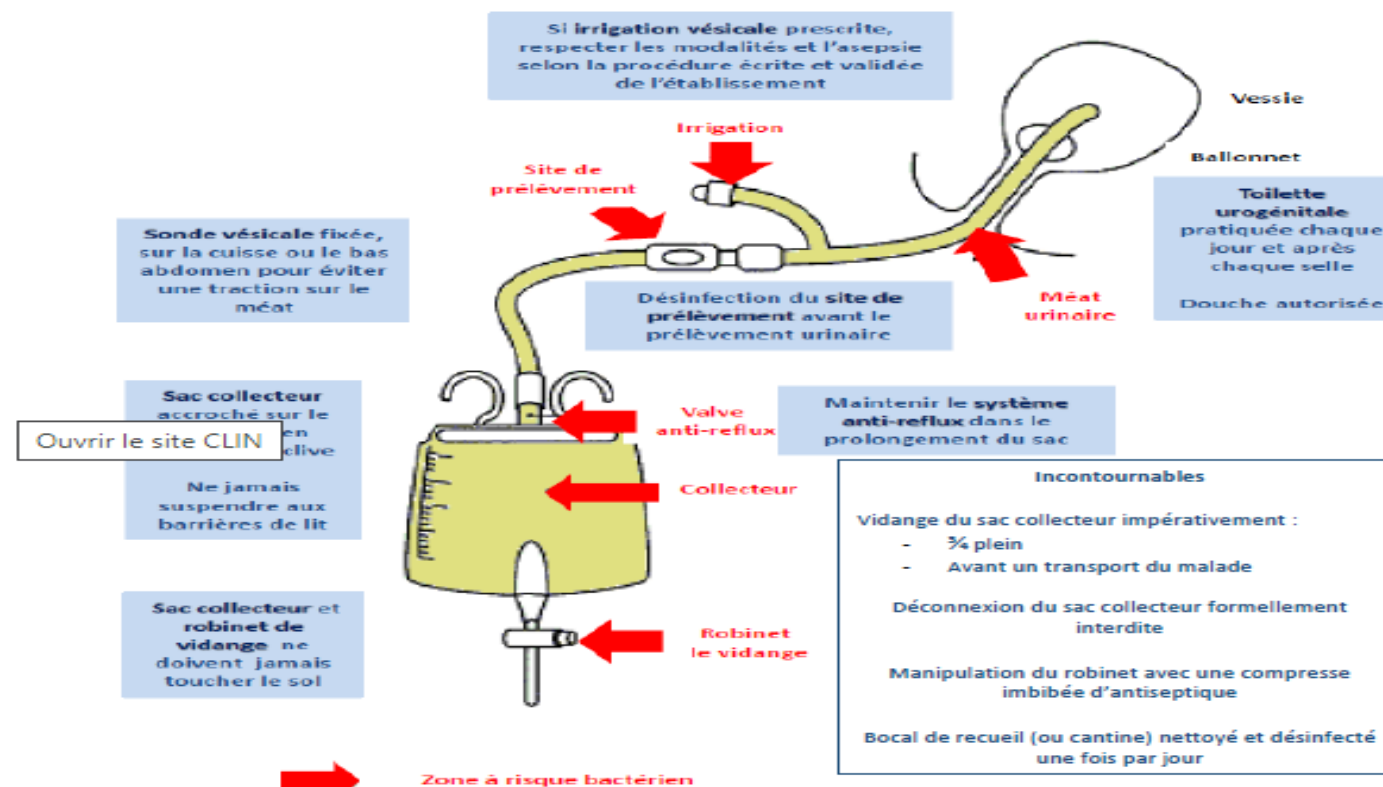 Si irrigation vésicale prescrite,
respecter les modalités et l'asepsie
selon la procédure écrite et validée
de l'établissement
Vessie
Irrigation
Ballonnet
Site de
prélèvement
Toilette
urogénitale
pratiquée chaque
jour et après
chaque selle
Douche autorisée
Sonde vésicale fixée,
sur la cuisse ou le bas
abdomen pour éviter
une traction sur le
méat
Méat
urinaire
Désinfection du site de
prélèvement avant le
prélèvement urinaire
Sac collecteur
accroché sur le
en
clive
Ouvrir le site CLIN
Ne jamais
suspendre aux
barrières de lit
Valve
anti-reflux
Maintenir le système
anti-reflux dans le
prolongement du sac
Collecteur
Incontournables
Vidange du sac collecteur impérativement :
- ¾ plein
- Avant un transport du malade
Déconnexion du sac collecteur formellement
interdite
Manipulation du robinet avec une compresse
imbibée d'antiseptique
Bocal de recueil (ou cantine) nettoyé et désinfecté
une fois par jour
Sac collecteur et
robinet de
vidange ne
doivent jamais
toucher le sol
Robinet
le vidange
Zone à risque bactérien